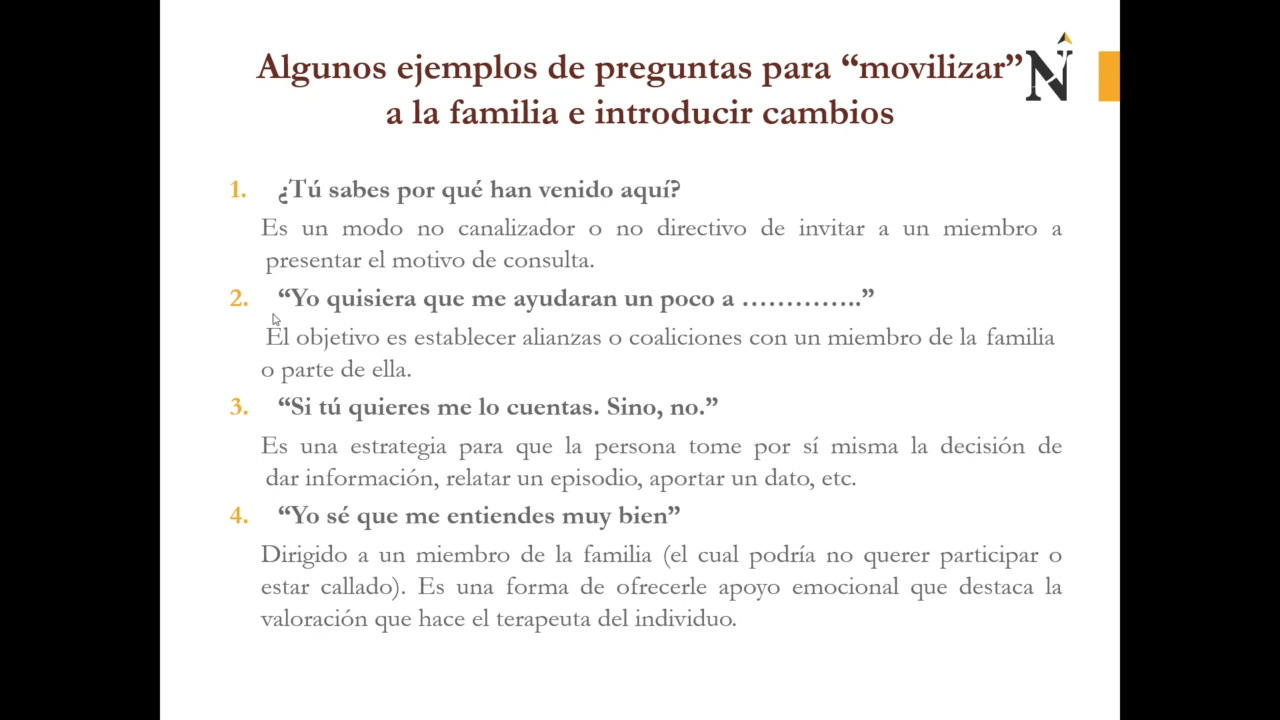 Algunos ejemplos de preguntas para “movilizar”
a la familia e introducir cambios
N
1. ¿Tú sabes por qué han venido aquí?
Es un modo no canalizador o no directivo de invitar a un miembro a
presentar el motivo de consulta.
2. “Yo quisiera que me ayudaran un poco a …………..”
El objetivo es establecer alianzas o coaliciones con un miembro de la familia
o parte de ella.
3. “Si tú quieres me lo cuentas. Sino, no.”
Es una estrategia para que la persona tome por sí misma la decisión de
dar información, relatar un episodio, aportar un dato, etc.
4. “Yo sé que me entiendes muy bien”
Dirigido a un miembro de la familia (el cual podría no querer participar o
estar callado). Es una forma de ofrecerle apoyo emocional que destaca la
valoración que hace el terapeuta del individuo.